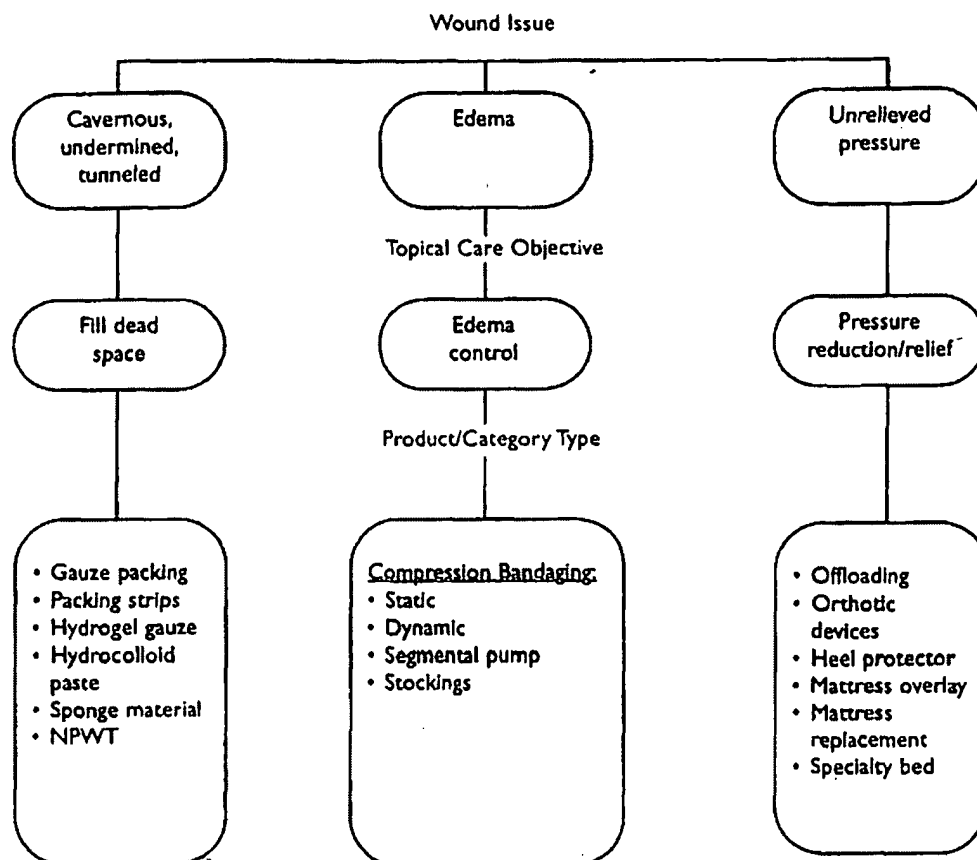 Wound Issue
Cavernous,
undermined,
tunneled
Edema
Unrelieved
pressure
Topical Care Objective
Fill dead
space
Edema
control
Pressure
reduction/relief
Product/Category Type
• Gauze packing
• Packing strips
• Hydrogel gauze
• Hydrocolloid
paste
• Sponge material
• NPWT
Compression Bandaging:
• Static
• Dynamic
• Segmental pump
• Stockings
• Offloading
• Orthotic
devices
• Heel protector
• Mattress overlay
• Mattress
replacement
• Specialty bed